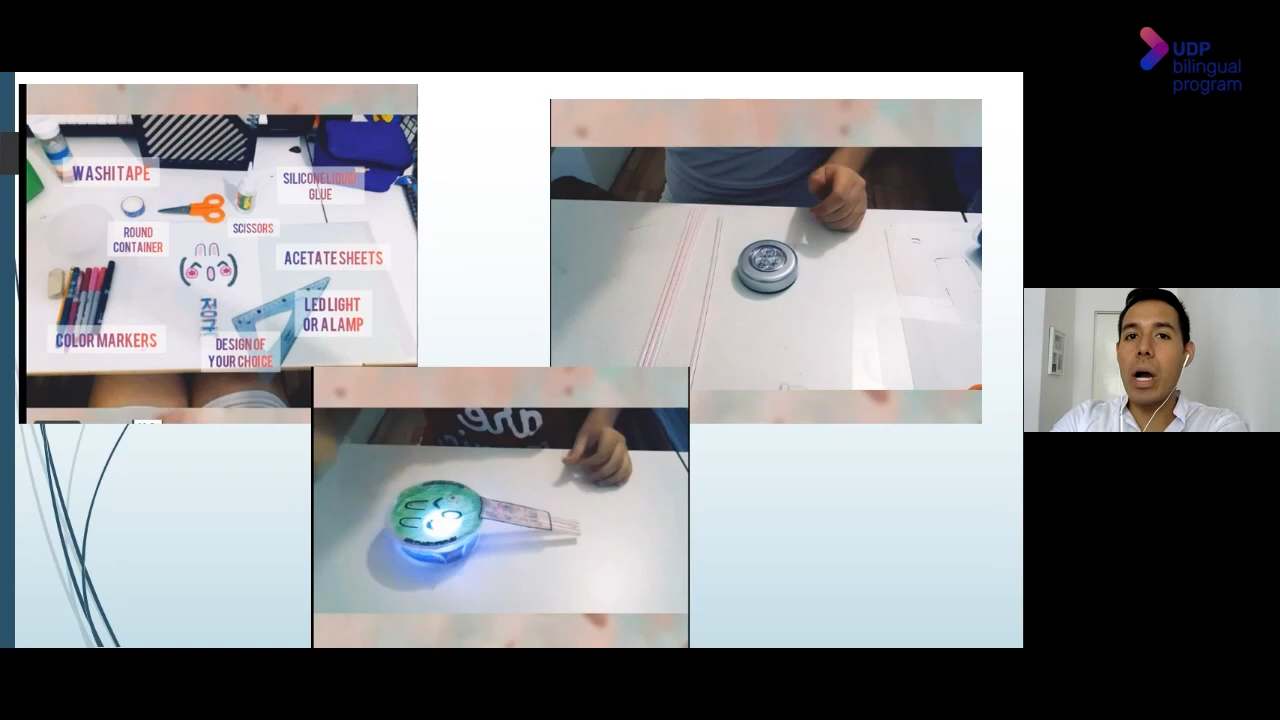 UDP
bilingual
program
WASHI TAPE
SILICONE LIQUID
GLUE
ROUND
CONTAINER
SCISSORS
ACETATE SHEETS
LED LIGHT
OR A LAMP
COLOR MARKERS
DESIGN OF
YOUR CHOICE
are